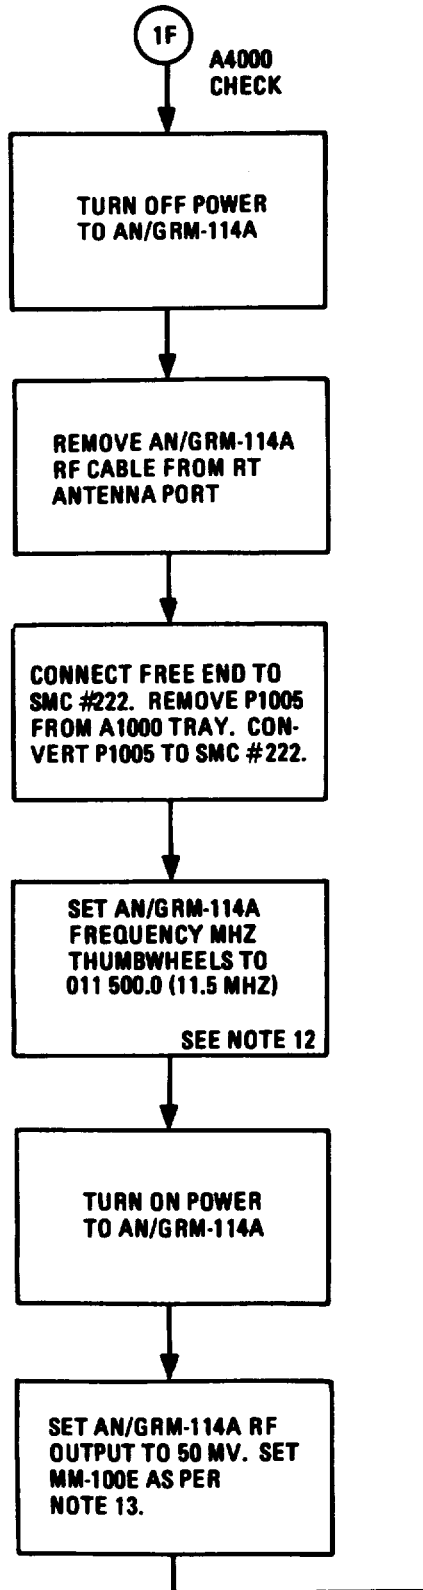 1F
A4000
CHECK
TURN OFF POWER
TO AN/GRM-114A
REMOVE AN/GRM-114A
RF CABLE FROM RT
ANTENNA PORT
CONNECT FREE END TO
SMC #222. REMOVE P1005
FROM A1000 TRAY. CON-
VERT P1005 TO SMC #222.
SET AN/GRM-114A
FREQUENCY MHZ
THUMBWHEELS TO
011 500.0 (11.5 MHZ)
SEE NOTE 12
TURN ON POWER
TO AN/GRM-114A
SET AN/GRM-114A RF
OUTPUT TO 50 MV. SET
MM-100E AS PER
NOTE 13.